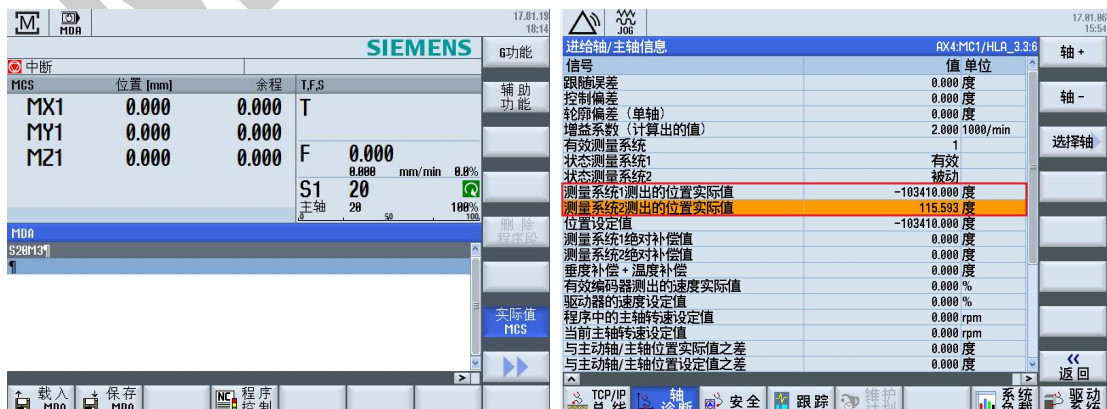 M
MDA
17.01.19
10:14
SIEMENS
中断
MCS 位置 [mm] 余程 T,F,S
MX1 0.000 0.000 T
MY1 0.000 0.000
MZ1 0.000 0.000
F 0.000
0.000 mm/min 0.0%
S1 20
主轴 20 100%
0 50 100
MDA
S20M3¶
¶
G功能
辅助
功能
删除
程序段
实际值
MCS
载入
MDA
保存
MDA
NC 程序
控制
JOG
17.01.06
15:54
进给轴/主轴信息 AX4:MC1/HLA_3.3:6
信号 值 单位
跟随误差 0.000 度
控制偏差 0.000 度
轮廓偏差（单轴） 0.000 度
增益系数（计算出的值） 2.000 1000/min
有效测量系统 1
状态测量系统1 有效
状态测量系统2 被动
测量系统1测出的位置实际值 -103410.000 度
测量系统2测出的位置实际值 115.593 度
位置设定值 -103410.000 度
测量系统1绝对补偿值 0.000 度
测量系统2绝对补偿值 0.000 度
垂度补偿 + 温度补偿 0.000 度
有效编码器测出的速度实际值 0.000 %
驱动器的速度设定值 0.000 %
程序中的主轴转速设定值 0.000 rpm
当前主轴转速设定值 0.000 rpm
与主动轴/主轴位置实际值之差 0.000 度
与主动轴/主轴位置设定值之差 0.000 度
轴 +
轴 -
选择轴
«
返回
TCP/IP
总线
轴
诊断
安全
跟踪
维护
计划
系统
负载
驱动
系统